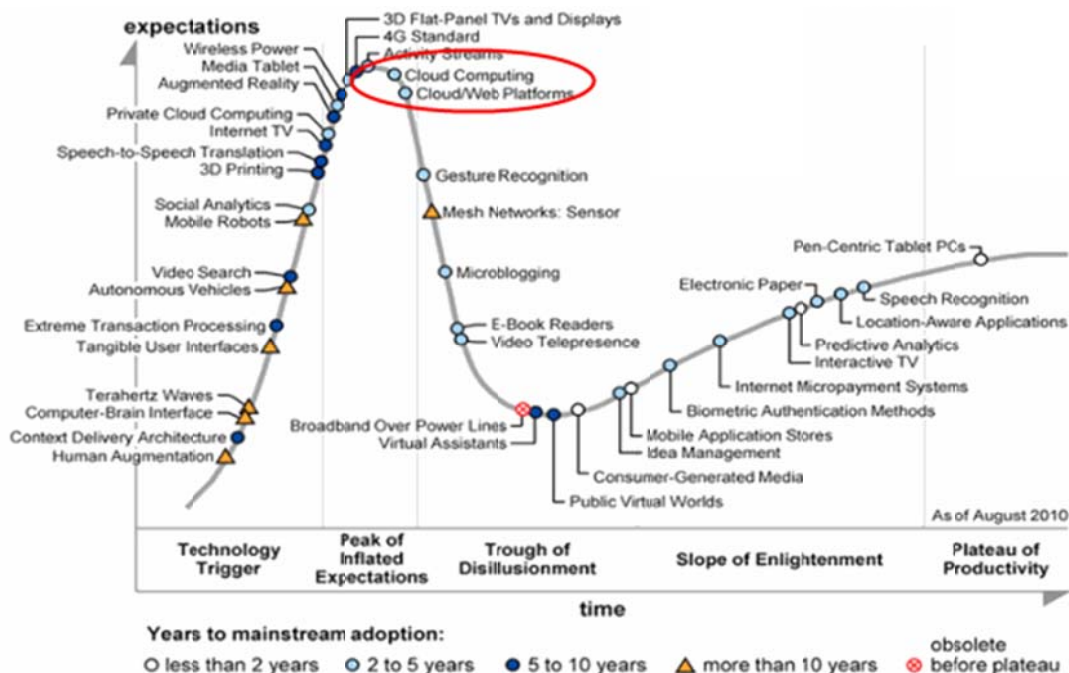 expectations
3D Flat-Panel TVs and Displays
4G Standard
Activity Streams
Wireless Power
Media Tablet
Augmented Reality
Cloud Computing
Cloud/Web Platforms
Private Cloud Computing
Internet TV
Speech-to-Speech Translation
3D Printing
Gesture Recognition
Social Analytics
Mobile Robots
Mesh Networks: Sensor
Pen-Centric Tablet PCs
Video Search
Autonomous Vehicles
Microblogging
Electronic Paper
Speech Recognition
Location-Aware Applications
Extreme Transaction Processing
Tangible User Interfaces
E-Book Readers
Video Telepresence
Predictive Analytics
Interactive TV
Internet Micropayment Systems
Terahertz Waves
Computer-Brain Interface
Context Delivery Architecture
Human Augmentation
Biometric Authentication Methods
Broadband Over Power Lines
Virtual Assistants
Mobile Application Stores
Idea Management
Consumer-Generated Media
Public Virtual Worlds
As of August 2010
Technology
Trigger
Peak of
Inflated
Expectations
Trough of
Disillusionment
Slope of Enlightenment
Plateau of
Productivity
time
Years to mainstream adoption:
less than 2 years
2 to 5 years
5 to 10 years
more than 10 years
obsolete
before plateau